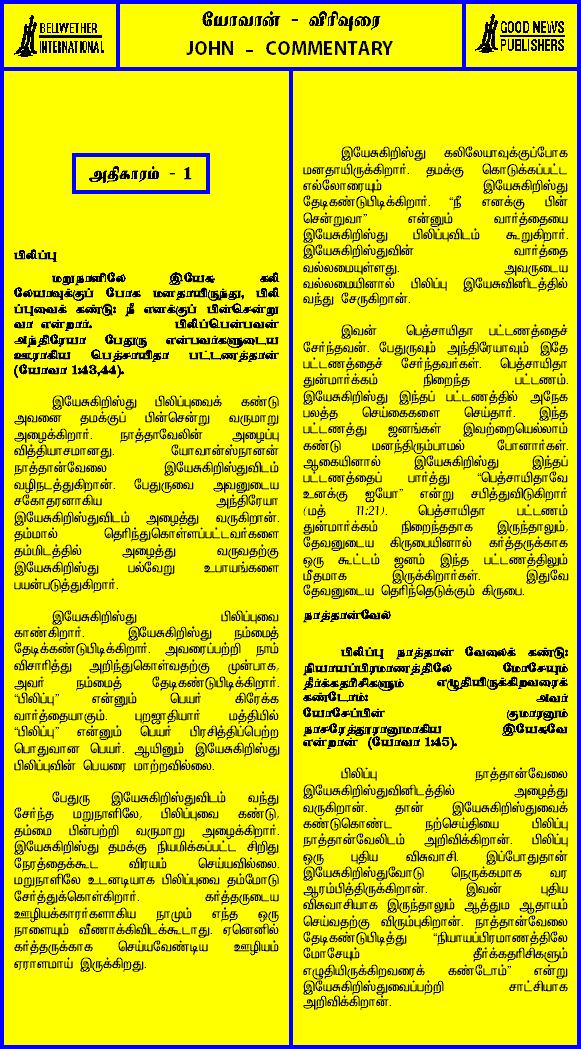 BELIWETHER
INTERNATIONAL
யோவான் - விரிவுரை
JOHN - COMMENTARY
GOOD NEWS
PUBLISHERS
அதிகாரம் - 1
பிலிப்பு
மறுநாளிலே இயேசு கலி
லேயாவுக்குப் போக மனதாயிருந்து, பிலி
ப்புவைக் கண்டு: நீ எனக்குப் பின்சென்று
வா என்றார். பிலிப்பென்பவன்
அந்திரேயா பேதுரு என்பவர்களுடைய
ஊராகிய பெத்சாயிதா பட்டணத்தான்
(யோவா 1:43,44).
இயேசுகிறிஸ்து பிலிப்புவைக் கண்டு
அவனை தமக்குப் பின்சென்று வருமாறு
அழைக்கிறார். நாத்தாவேலின் அழைப்பு
வித்தியாசமானது. யோவான்ஸ்நானன்
நாத்தான்வேலை இயேசுகிறிஸ்துவிடம்
வழிநடத்துகிறான். பேதுருவை அவனுடைய
சகோதரனாகிய அந்திரேயா
இயேசுகிறிஸ்துவிடம் அழைத்து வருகிறான்.
தம்மால் தெரிந்துகொள்ளப்பட்டவர்களை
தம்மிடத்தில் அழைத்து வருவதற்கு
இயேசுகிறிஸ்து பல்வேறு உபாயங்களை
பயன்படுத்துகிறார்.
இயேசுகிறிஸ்து பிலிப்புவை
காண்கிறார். இயேசுகிறிஸ்து நம்மைத்
தேடிக்கண்டுபிடிக்கிறார். அவரைப்பற்றி நாம்
விசாரித்து அறிந்துகொள்வதற்கு முன்பாக,
அவர் நம்மைத் தேடிகண்டுபிடிக்கிறார்.
“பிலிப்பு” என்னும் பெயர் கிரேக்க
வார்த்தையாகும். புறஜாதியார் மத்தியில்
“பிலிப்பு” என்னும் பெயர் பிரசித்திப்பெற்ற
பொதுவான பெயர். ஆயினும் இயேசுகிறிஸ்து
பிலிப்புவின் பெயரை மாற்றவில்லை.
பேதுரு இயேசுகிறிஸ்துவிடம் வந்து
சேர்ந்த மறுநாளிலே, பிலிப்புவை கண்டு,
தம்மை பின்பற்றி வருமாறு அழைக்கிறார்.
இயேசுகிறிஸ்து தமக்கு நியமிக்கப்பட்ட சிறிது
நேரத்தைக்கூட விரயம் செய்யவில்லை.
மறுநாளிலே உடனடியாக பிலிப்புவை தம்மோடு
சேர்த்துக்கொள்கிறார். கர்த்தருடைய
ஊழியக்காரர்களாகிய நாமும் எந்த ஒரு
நாளையும் வீணாக்கிவிடக்கூடாது. ஏனெனில்
கர்த்தருக்காக செய்யவேண்டிய ஊழியம்
ஏராளமாய் இருக்கிறது.
இயேசுகிறிஸ்து கலிலேயாவுக்குப்போக
மனதாயிருக்கிறார். தமக்கு கொடுக்கப்பட்ட
எல்லோரையும் இயேசுகிறிஸ்து
தேடிகண்டுபிடிக்கிறார். “நீ எனக்கு பின்
சென்றுவா” என்னும் வார்த்தையை
இயேசுகிறிஸ்து பிலிப்புவிடம் கூறுகிறார்.
இயேசுகிறிஸ்துவின் வார்த்தை
வல்லமையுள்ளது. அவருடைய
வல்லமையினால் பிலிப்பு இயேசுவினிடத்தில்
வந்து சேருகிறான்.
இவன் பெத்சாயிதா பட்டணத்தைச்
சேர்ந்தவன். பேதுருவும் அந்திரேயாவும் இதே
பட்டணத்தைச் சேர்ந்தவர்கள். பெத்சாயிதா
துன்மார்க்கம் நிறைந்த பட்டணம்.
இயேசுகிறிஸ்து இந்தப் பட்டணத்தில் அநேக
பலத்த செய்கைகளை செய்தார். இந்த
பட்டணத்து ஜனங்கள் இவற்றையெல்லாம்
கண்டு மனந்திரும்பாமல் போனார்கள்.
ஆகையினால் இயேசுகிறிஸ்து இந்தப்
பட்டணத்தைப் பார்த்து “பெத்சாயிதாவே
உனக்கு ஐயோ” என்று சபித்துவிடுகிறார்
(மத் 11:21). பெத்சாயிதா பட்டணம்
துன்மார்க்கம் நிறைந்ததாக இருந்தாலும்,
தேவனுடைய கிருபையினால் கர்த்தருக்காக
ஒரு கூட்டம் ஜனம் இந்த பட்டணத்திலும்
மீதமாக இருக்கிறார்கள். இதுவே
தேவனுடைய தெரிந்தெடுக்கும் கிருபை.
நாத்தான்வேல்
பிலிப்பு நாத்தான் வேலைக் கண்டு:
நியாயப்பிரமாணத்திலே மோசேயும்
தீர்க்கதரிசிகளும் எழுதியிருக்கிறவரைக்
கண்டோம்: அவர்
யோசேப்பின் குமாரனும்
நாசரேத்தூரானுமாகிய இயேசுவே
என்றான் (யோவா 1:45).
பிலிப்பு நாத்தான்வேலை
இயேசுகிறிஸ்துவினிடத்தில் அழைத்து
வருகிறான். தான் இயேசுகிறிஸ்துவைக்
கண்டுகொண்ட நற்செய்தியை பிலிப்பு
நாத்தான்வேலிடம் அறிவிக்கிறான். பிலிப்பு
ஒரு புதிய விசுவாசி. இப்போதுதான்
இயேசுகிறிஸ்துவோடு நெருக்கமாக வர
ஆரம்பித்திருக்கிறான். இவன் புதிய
விசுவாசியாக இருந்தாலும் ஆத்தும ஆதாயம்
செய்வதற்கு விரும்புகிறான். நாத்தான்வேலை
தேடிகண்டுபிடித்து “நியாயப்பிரமாணத்திலே
மோசேயும் தீர்க்கதரிசிகளும்
எழுதியிருக்கிறவரைக் கண்டோம்” என்று
இயேசுகிறிஸ்துவைப்பற்றி சாட்சியாக
அறிவிக்கிறான்.